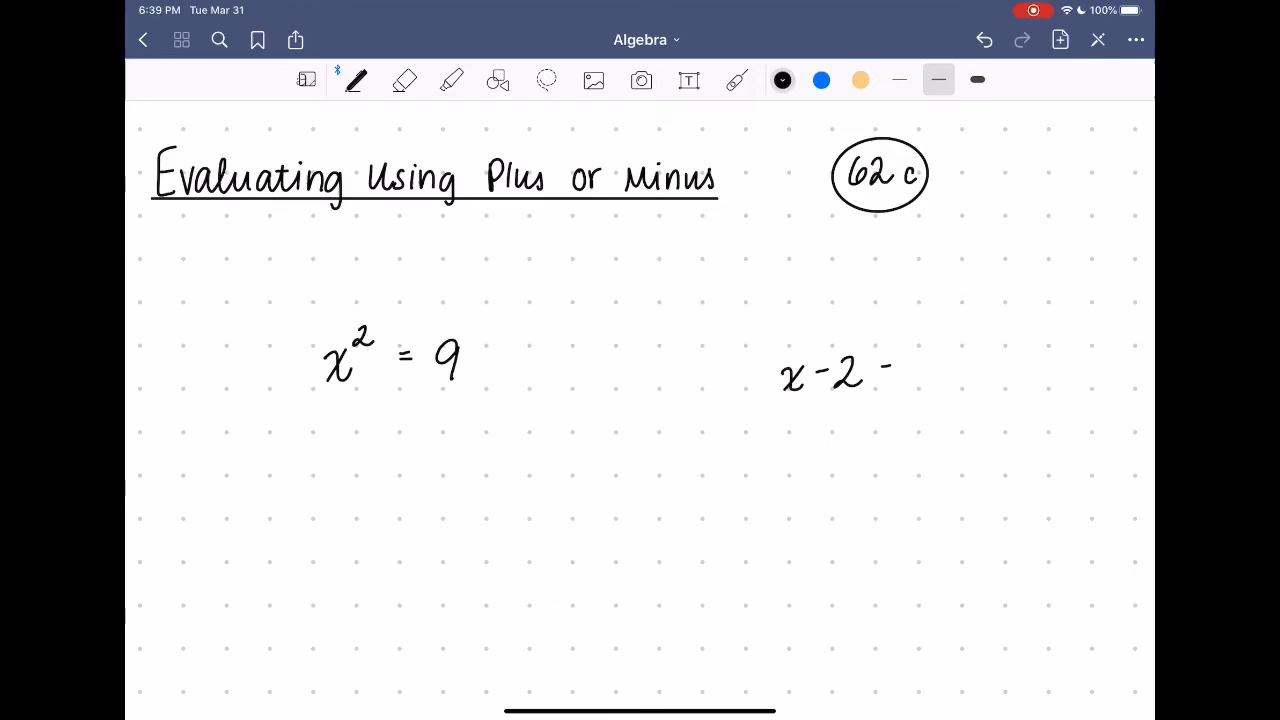 6:39 PM Tue Mar 31
100%
Algebra
T
Evaluating Using Plus or Minus
62 c
x² = 9
x - 2 -